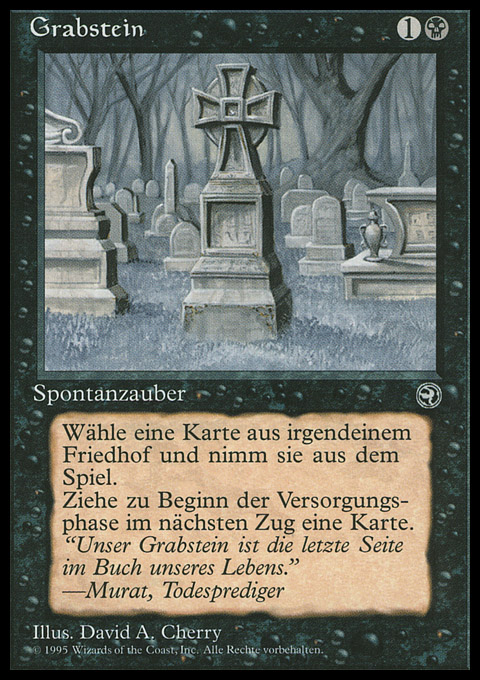 Grabstein 1
Spontanzauber
Wähle eine Karte aus irgendeinem
Friedhof und nimm sie aus dem
Spiel.
Ziehe zu Beginn der Versorgungs-
phase im nächsten Zug eine Karte.
“Unser Grabstein ist die letzte Seite
im Buch unseres Lebens.”
—Murat, Todesprediger
Illus. David A. Cherry
© 1995 Wizards of the Coast, Inc. Alle Rechte vorbehalten.